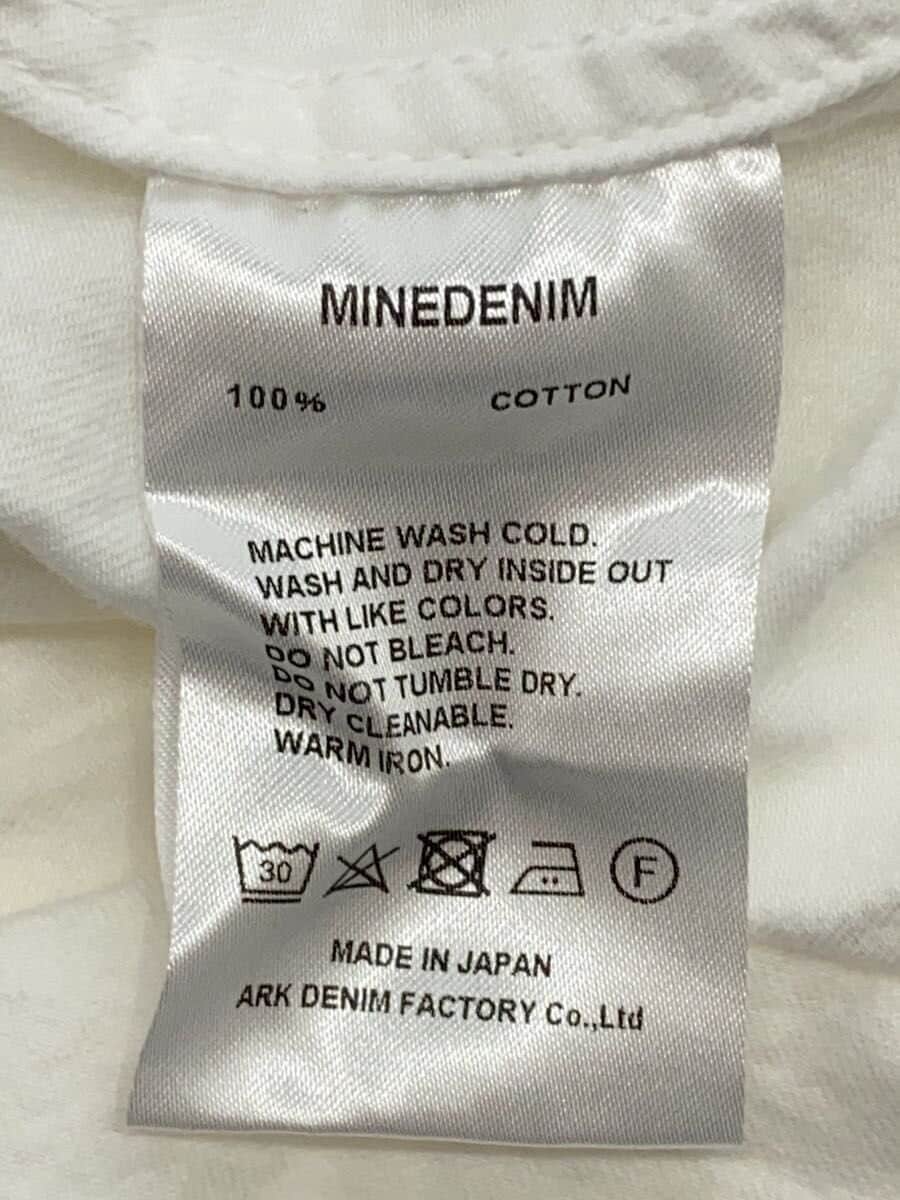 MINEDENIM
100% COTTON
MACHINE WASH COLD.
WASH AND DRY INSIDE OUT
WITH LIKE COLORS.
DO NOT BLEACH.
DO NOT TUMBLE DRY.
DRY CLEANABLE.
WARM IRON.
30 F
MADE IN JAPAN
ARK DENIM FACTORY Co.,Ltd